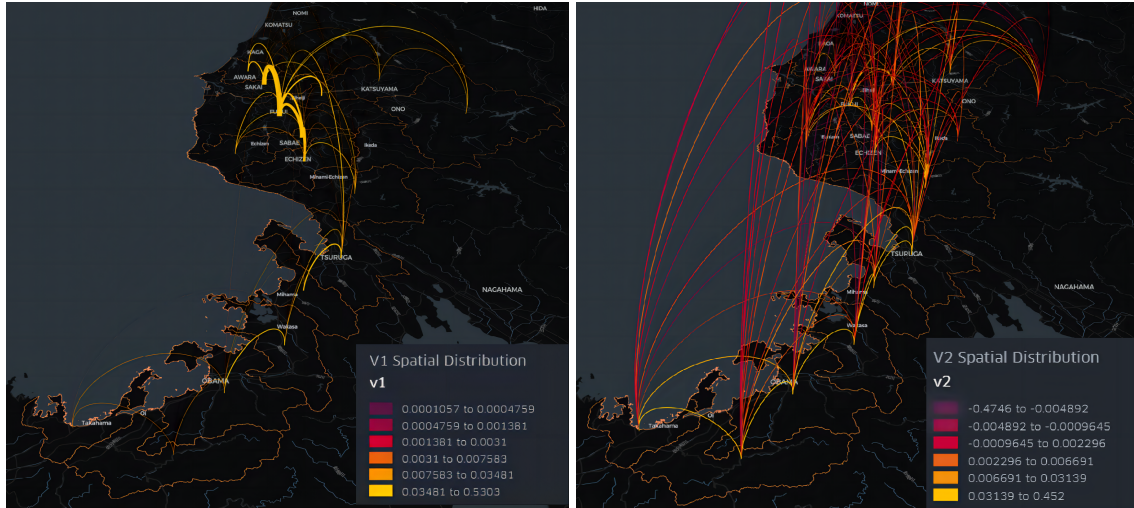 HIDA
NOMI
KOMATSU
KAGA
AWARA
SAKAI
KATSUYAMA
ONO
Echizen
SABAE
ECHIZEN
Ikeda
Minami-Echizen
TSURUGA
NAGAHAMA
Mihama
Wakasa
OBAMA
Takahama
V1 Spatial Distribution
v1
0.0001057 to 0.0004759
0.0004759 to 0.001381
0.001381 to 0.0031
0.0031 to 0.007583
0.007583 to 0.03481
0.03481 to 0.5303
KOMATSU
KAGA
AWARA
SAKAI
KATSUYAMA
ONO
SABAE
ECHIZEN
Ikeda
Minami-Echizen
TSURUGA
NAGAHAMA
Mihama
Wakasa
OBAMA
Takahama
V2 Spatial Distribution
v2
-0.4746 to -0.004892
-0.004892 to -0.0009645
-0.0009645 to 0.002296
0.002296 to 0.006691
0.006691 to 0.03139
0.03139 to 0.452